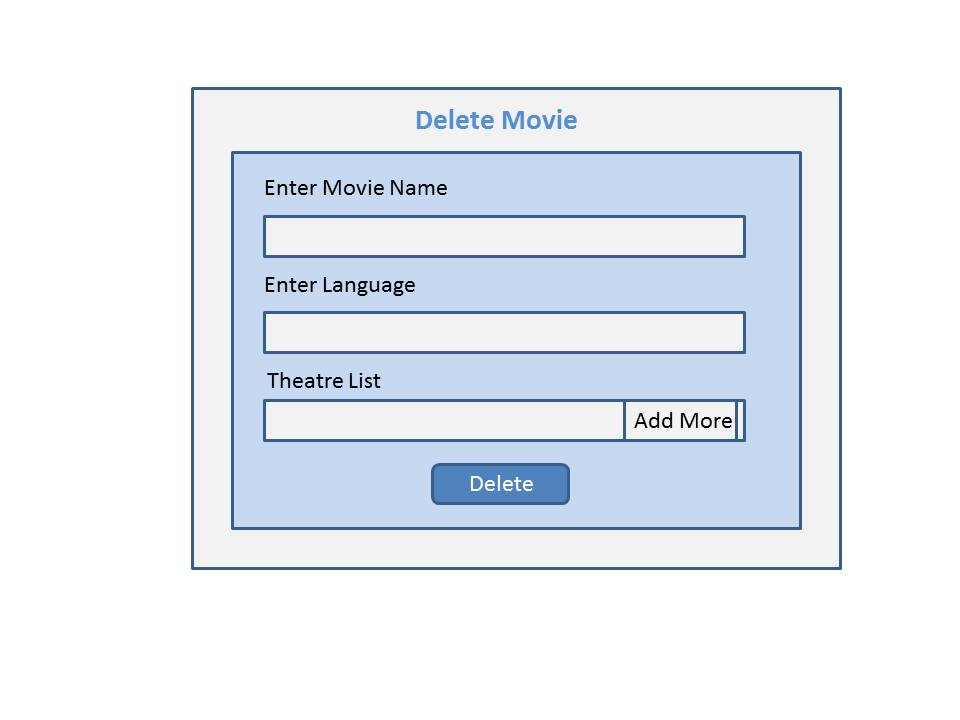 Delete Movie
Enter Movie Name
Enter Language
Theatre List
Add More
Delete